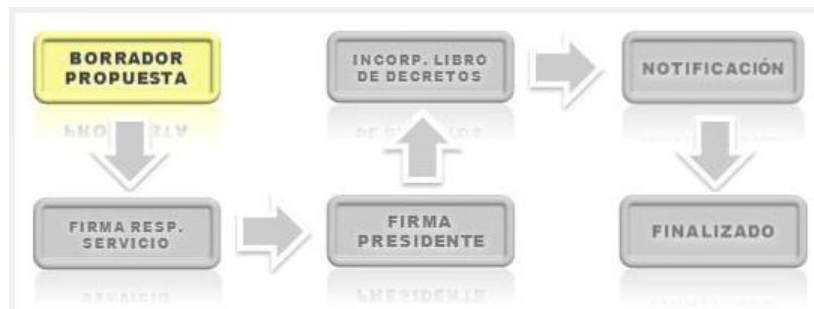 BORRADOR
PROPUESTA
FIRMA RESP.
SERVICIO
FIRMA
PRESIDENTE
INCORP. LIBRO
DE DECRETOS
NOTIFICACIÓN
FINALIZADO